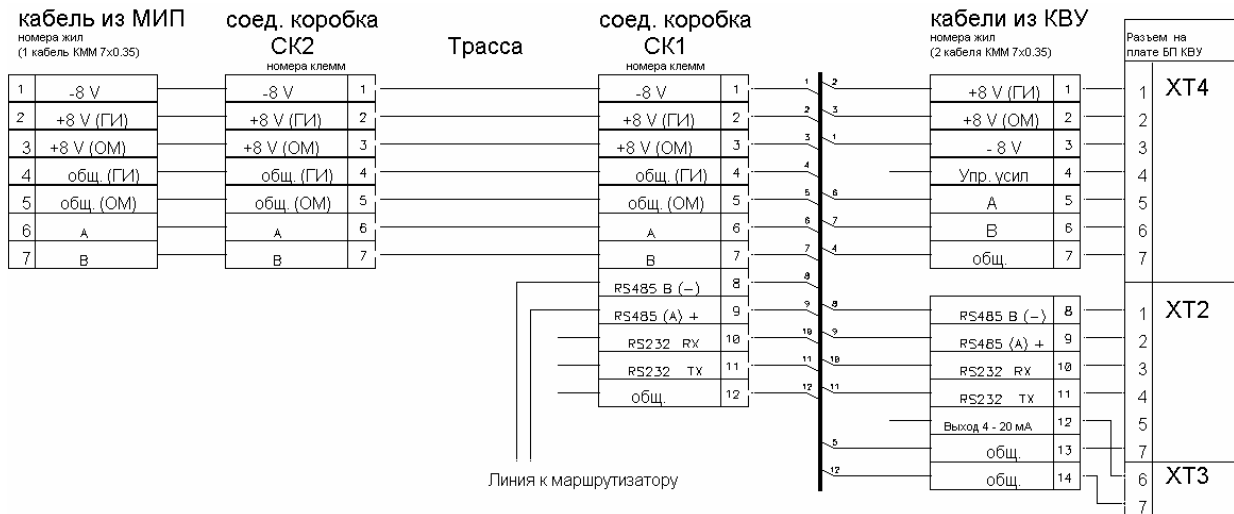 кабель из МИП
номера жил
(1 кабель КММ 7х0.35)
соед. коробка
СК2
номера клемм
Трасса
соед. коробка
СК1
номера клемм
кабели из КВУ
номера жил
(2 кабеля КММ 7х0.35)
Разъем на
плате БП КВУ
1 -8 V
2 +8 V (ГИ)
3 +8 V (ОМ)
4 общ. (ГИ)
5 общ. (ОМ)
6 А
7 В
-8 V 1
+8 V (ГИ) 2
+8 V (ОМ) 3
общ. (ГИ) 4
общ. (ОМ) 5
А 6
В 7
-8 V 1
+8 V (ГИ) 2
+8 V (ОМ) 3
общ. (ГИ) 4
общ. (ОМ) 5
А 6
В 7
RS485 B (−) 8
RS485 (A) + 9
RS232 RX 10
RS232 TX 11
общ. 12
1 2
2 3
3 1
4
5 6
6 7
7 4
8
9 8
10 9
11 10
12 11
5
12
+8 V (ГИ) 1
+8 V (ОМ) 2
- 8 V 3
Упр. усил 4
А 5
В 6
общ. 7
RS485 B (−) 8
RS485 (A) + 9
RS232 RX 10
RS232 TX 11
Выход 4 - 20 мА 12
общ. 13
общ. 14
1 XT4
2
3
4
5
6
7
1 XT2
2
3
4
5
7
6 XT3
7
Линия к маршрутизатору